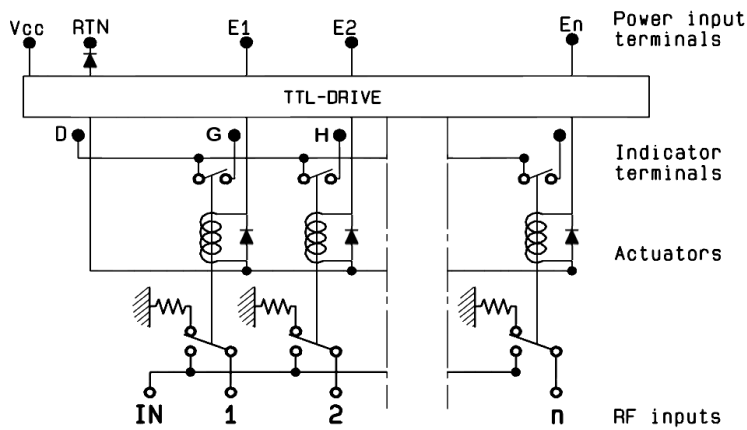 Vcc RTN E1 E2 En Power input
terminals
TTL-DRIVE
D G H
Indicator
terminals
Actuators
IN 1 2 n RF inputs